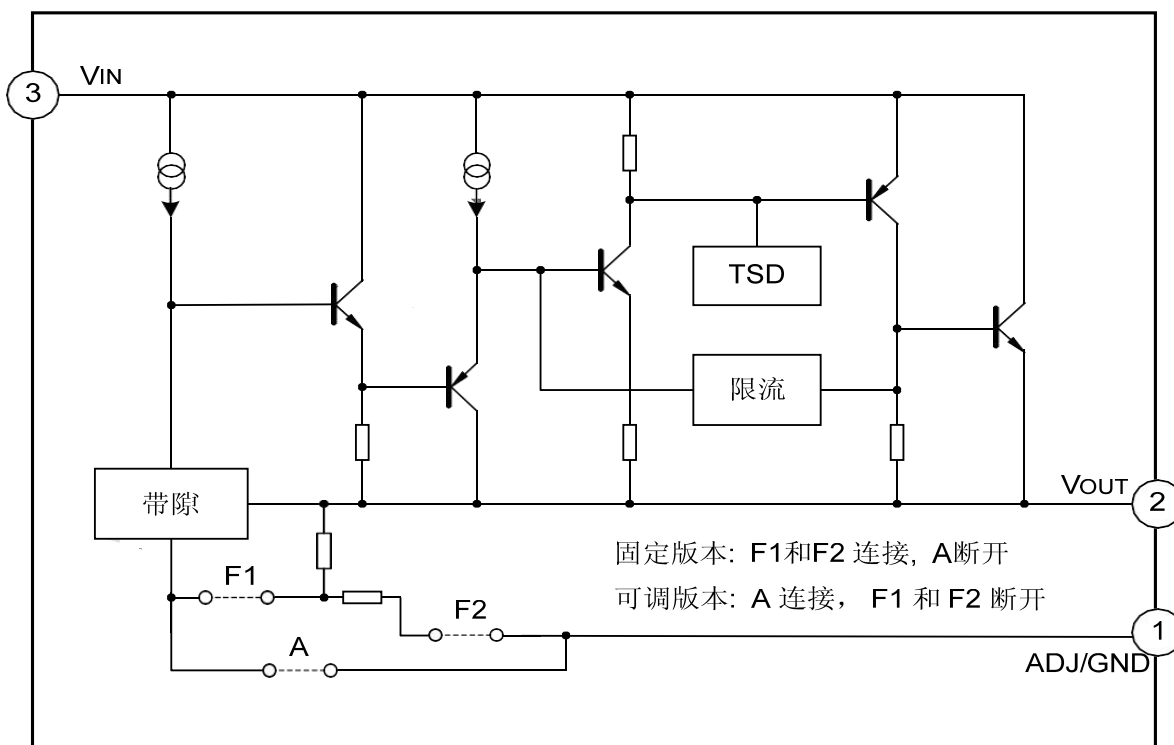 3
VIN
TSD
限流
带隙
VOUT
2
固定版本: F1和F2 连接, A断开
F1
可调版本: A 连接， F1 和 F2 断开
F2
1
A
ADJ/GND